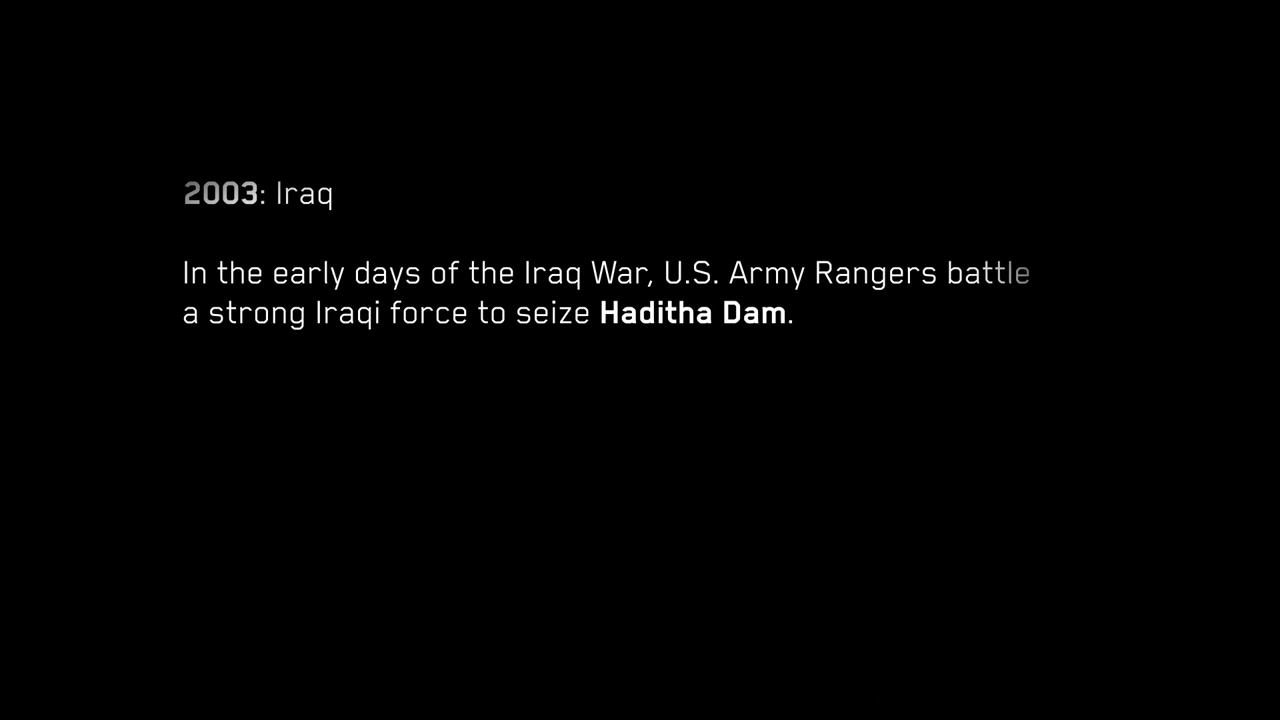 2003: Iraq
In the early days of the Iraq War, U.S. Army Rangers battle
a strong Iraqi force to seize Haditha Dam.